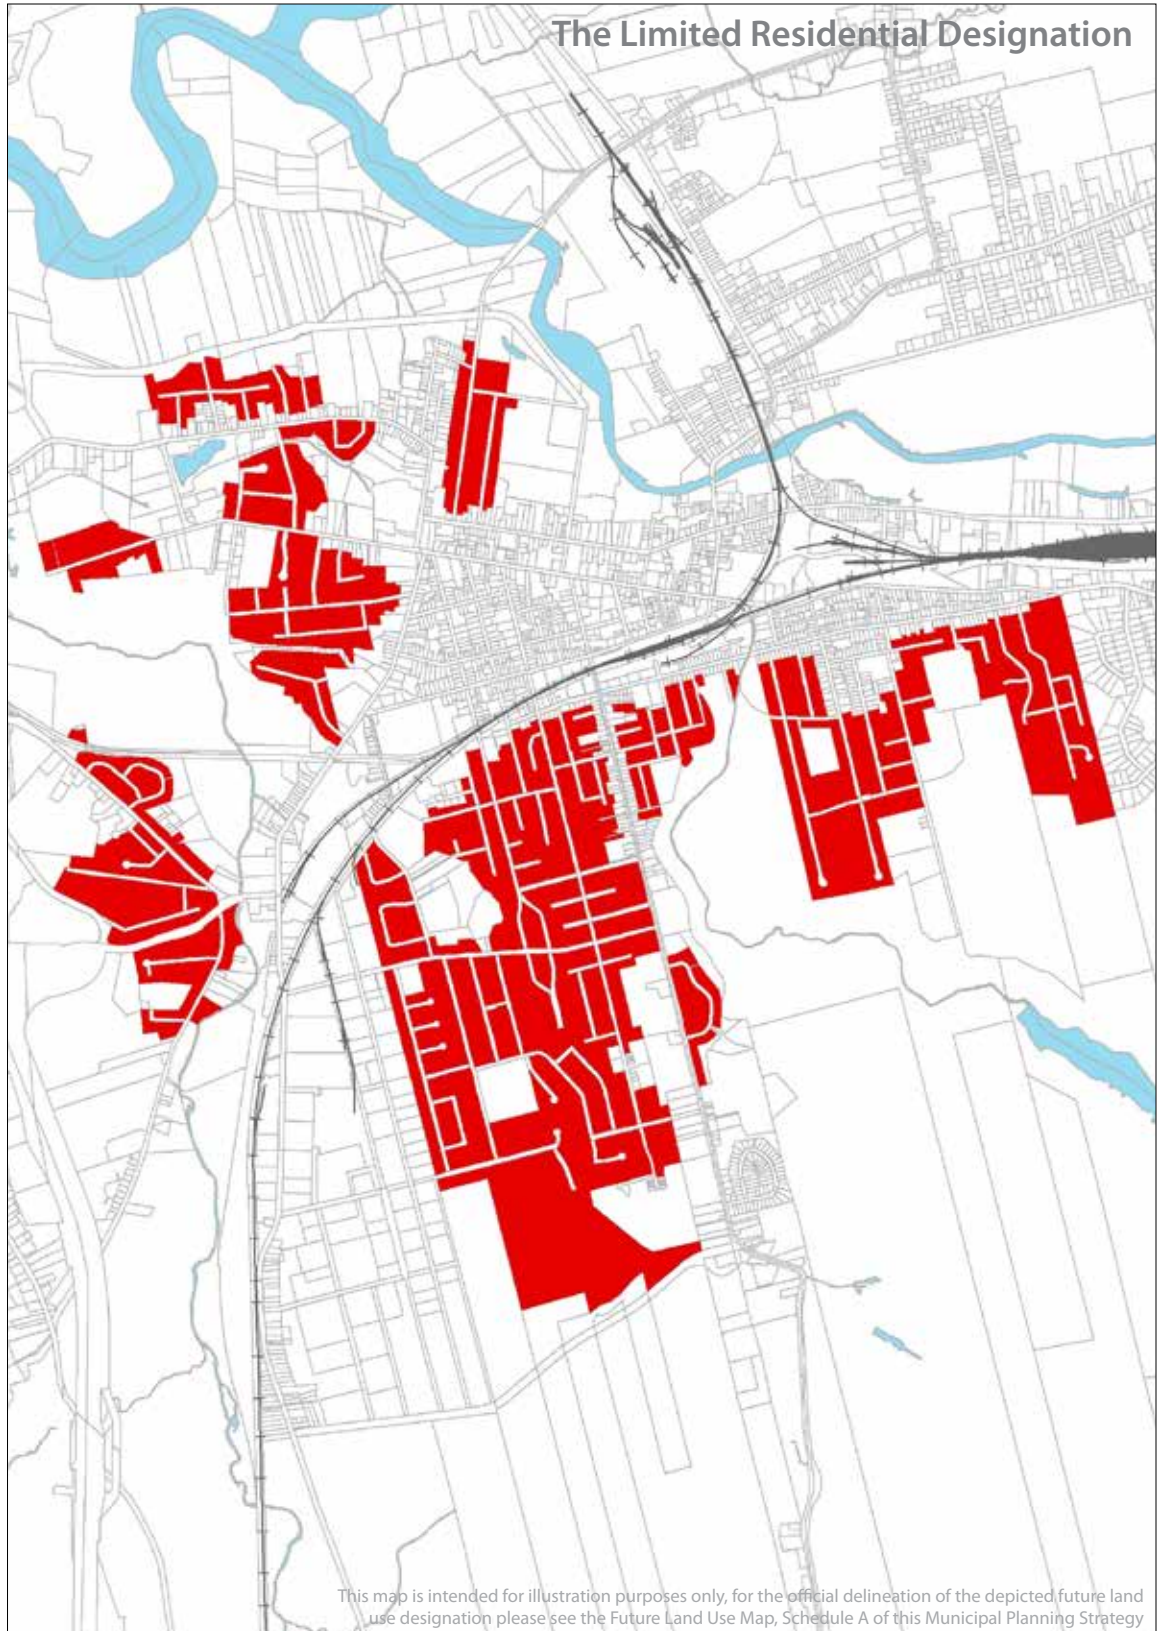 The Limited Residential Designation
This map is intended for illustration purposes only, for the official delineation of the depicted future land
use designation please see the Future Land Use Map, Schedule A of this Municipal Planning Strategy